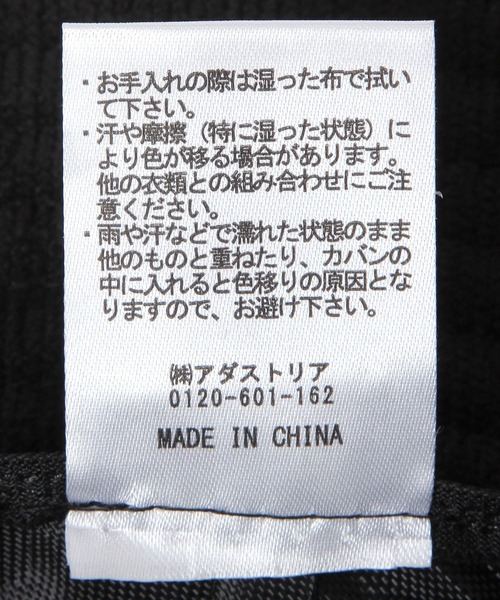 ・お手入れの際は湿った布で拭い
て下さい。
・汗や摩擦（特に湿った状態）に
より色が移る場合があります。
他の衣類との組み合わせにご注
意ください。
・雨や汗などで濡れた状態のまま
他のものと重ねたり、カバンの
中に入れると色移りの原因とな
りますので、お避け下さい。
㈱アダストリア
0120-601-162
MADE IN CHINA